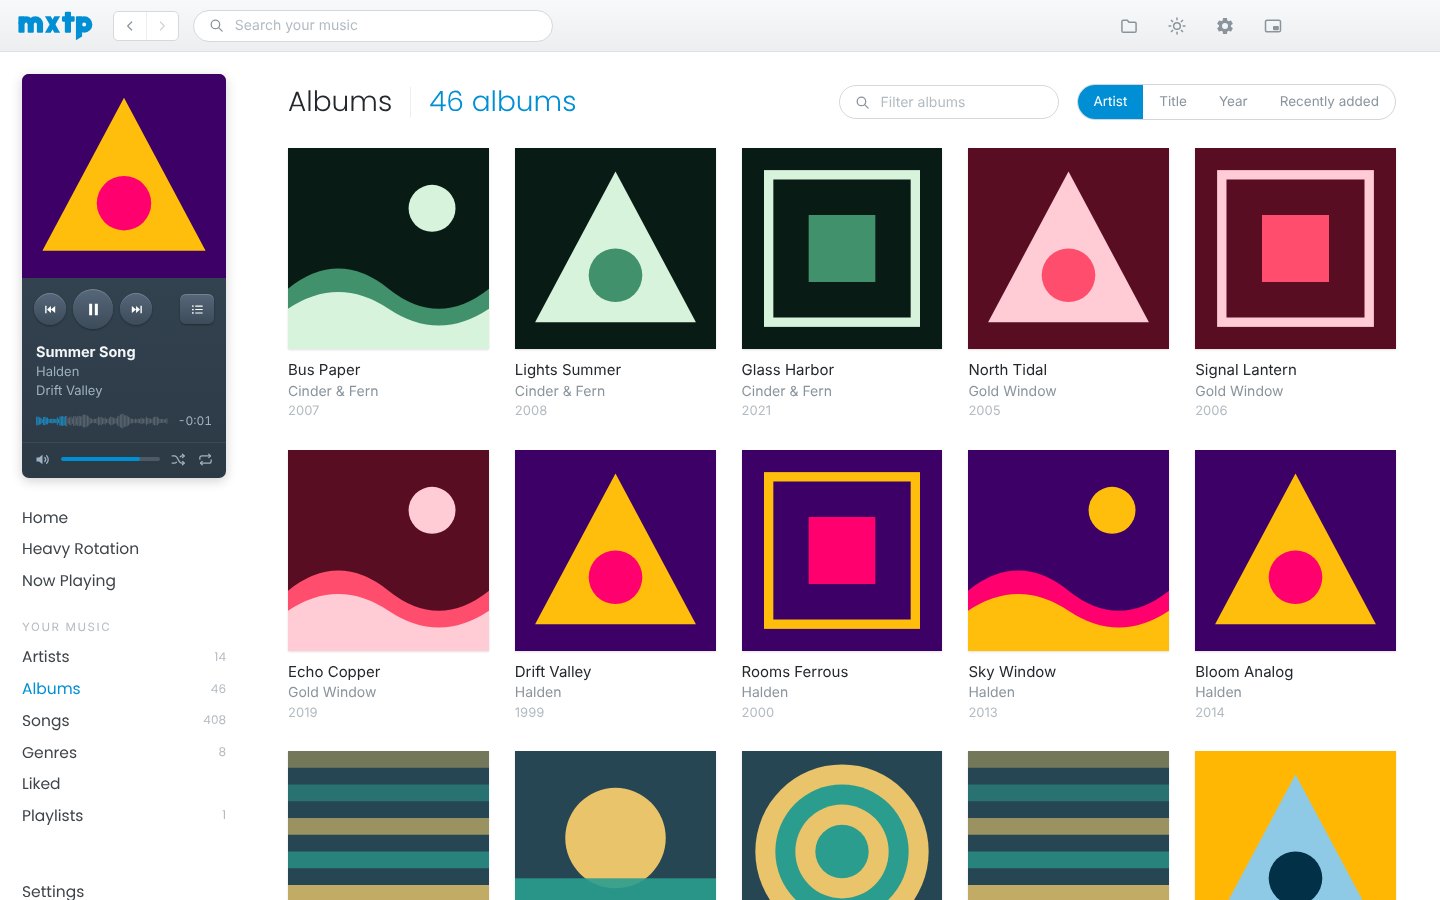 mxtp
Search your music
Albums
46 albums
Filter albums
Artist
Title
Year
Recently added
Summer Song
Halden
Drift Valley
-0:01
Home
Heavy Rotation
Now Playing
YOUR MUSIC
Artists 14
Albums 46
Songs 408
Genres 8
Liked
Playlists 1
Settings
Bus Paper
Cinder & Fern
2007
Lights Summer
Cinder & Fern
2008
Glass Harbor
Cinder & Fern
2021
North Tidal
Gold Window
2005
Signal Lantern
Gold Window
2006
Echo Copper
Gold Window
2019
Drift Valley
Halden
1999
Rooms Ferrous
Halden
2000
Sky Window
Halden
2013
Bloom Analog
Halden
2014